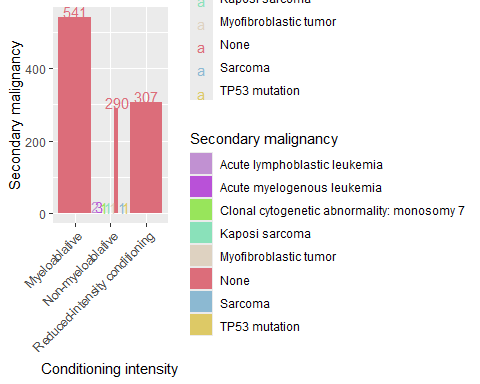 Kaposi sarcoma
a Myofibroblastic tumor
a None
a Sarcoma
a TP53 mutation
541
290
307
Secondary malignancy
400
200
0
Myeloablative
Non-myeloablative
Reduced-intensity conditioning
Conditioning intensity
Secondary malignancy
Acute lymphoblastic leukemia
Acute myelogenous leukemia
Clonal cytogenetic abnormality: monosomy 7
Kaposi sarcoma
Myofibroblastic tumor
None
Sarcoma
TP53 mutation